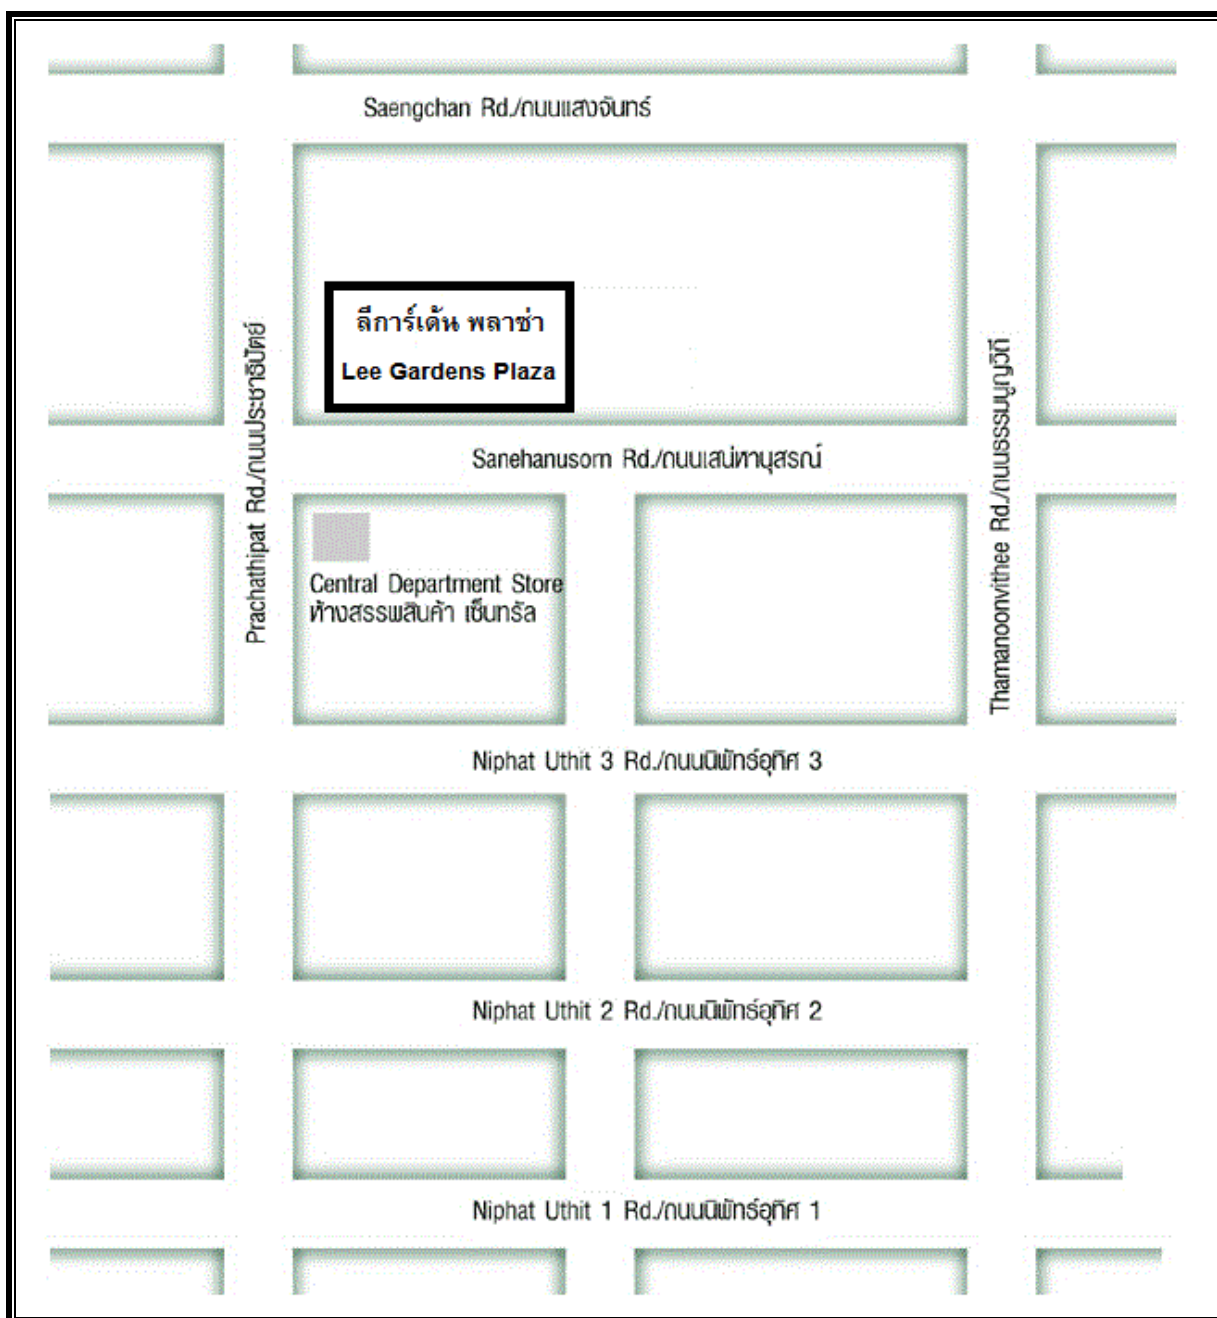 Saengchan Rd./ถนนแสงจันทร์
ลีการ์เด้น พลาซ่า
Lee Gardens Plaza
Prachathipat Rd./ถนนประชาธิปัตย์
Thamanoonvithee Rd./ถนนธรรมนูญวิถี
Sanehanusorn Rd./ถนนเสน่หานุสรณ์
Central Department Store
ห้างสรรพสินค้า เซ็นทรัล
Niphat Uthit 3 Rd./ถนนนิพัทธ์อุทิศ 3
Niphat Uthit 2 Rd./ถนนนิพัทธ์อุทิศ 2
Niphat Uthit 1 Rd./ถนนนิพัทธ์อุทิศ 1